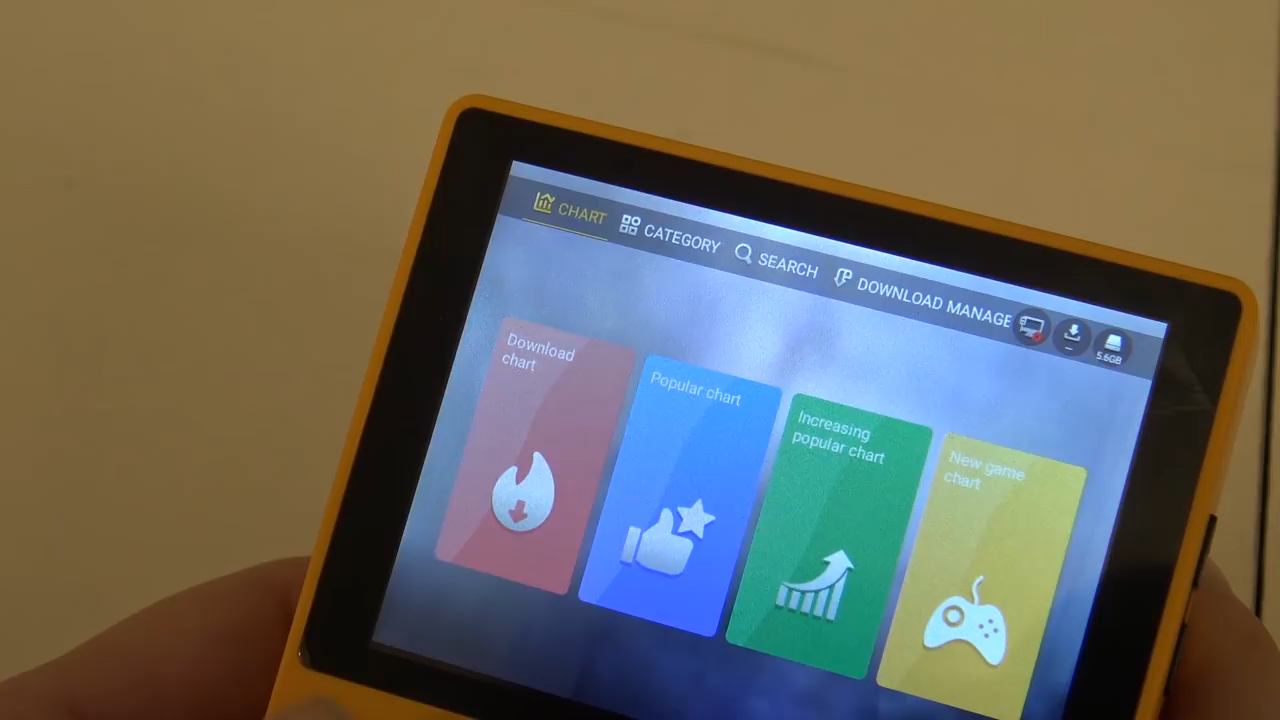 CHART
CATEGORY
SEARCH
DOWNLOAD MANAGE
5.6GB
Download
chart
Popular chart
Increasing
popular chart
New game
chart